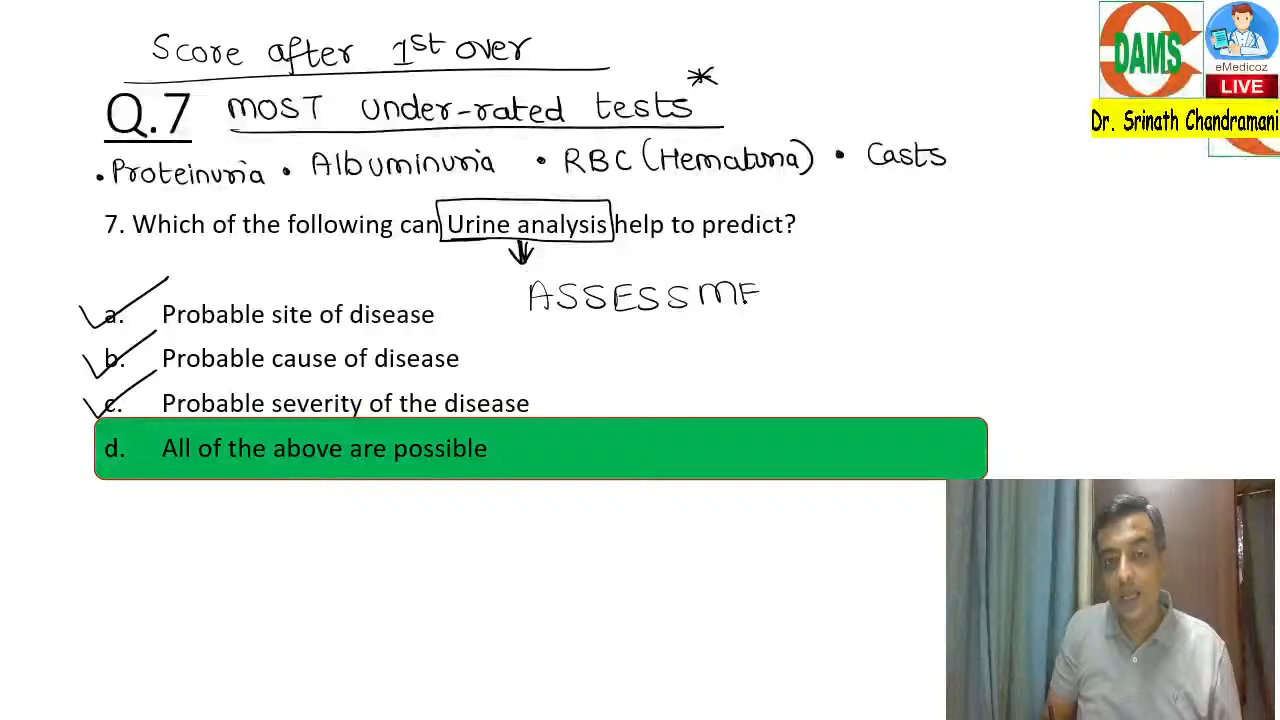 Score after 1st over
Q.7 MOST under-rated tests*
• Proteinuria • Albuminuria • RBC (Hematuria) • Casts
7. Which of the following can Urine analysis help to predict?
ASSESSME
a. Probable site of disease
b. Probable cause of disease
c. Probable severity of the disease
d. All of the above are possible
DAMS
eMedicoz
LIVE
Dr. Srinath Chandramani